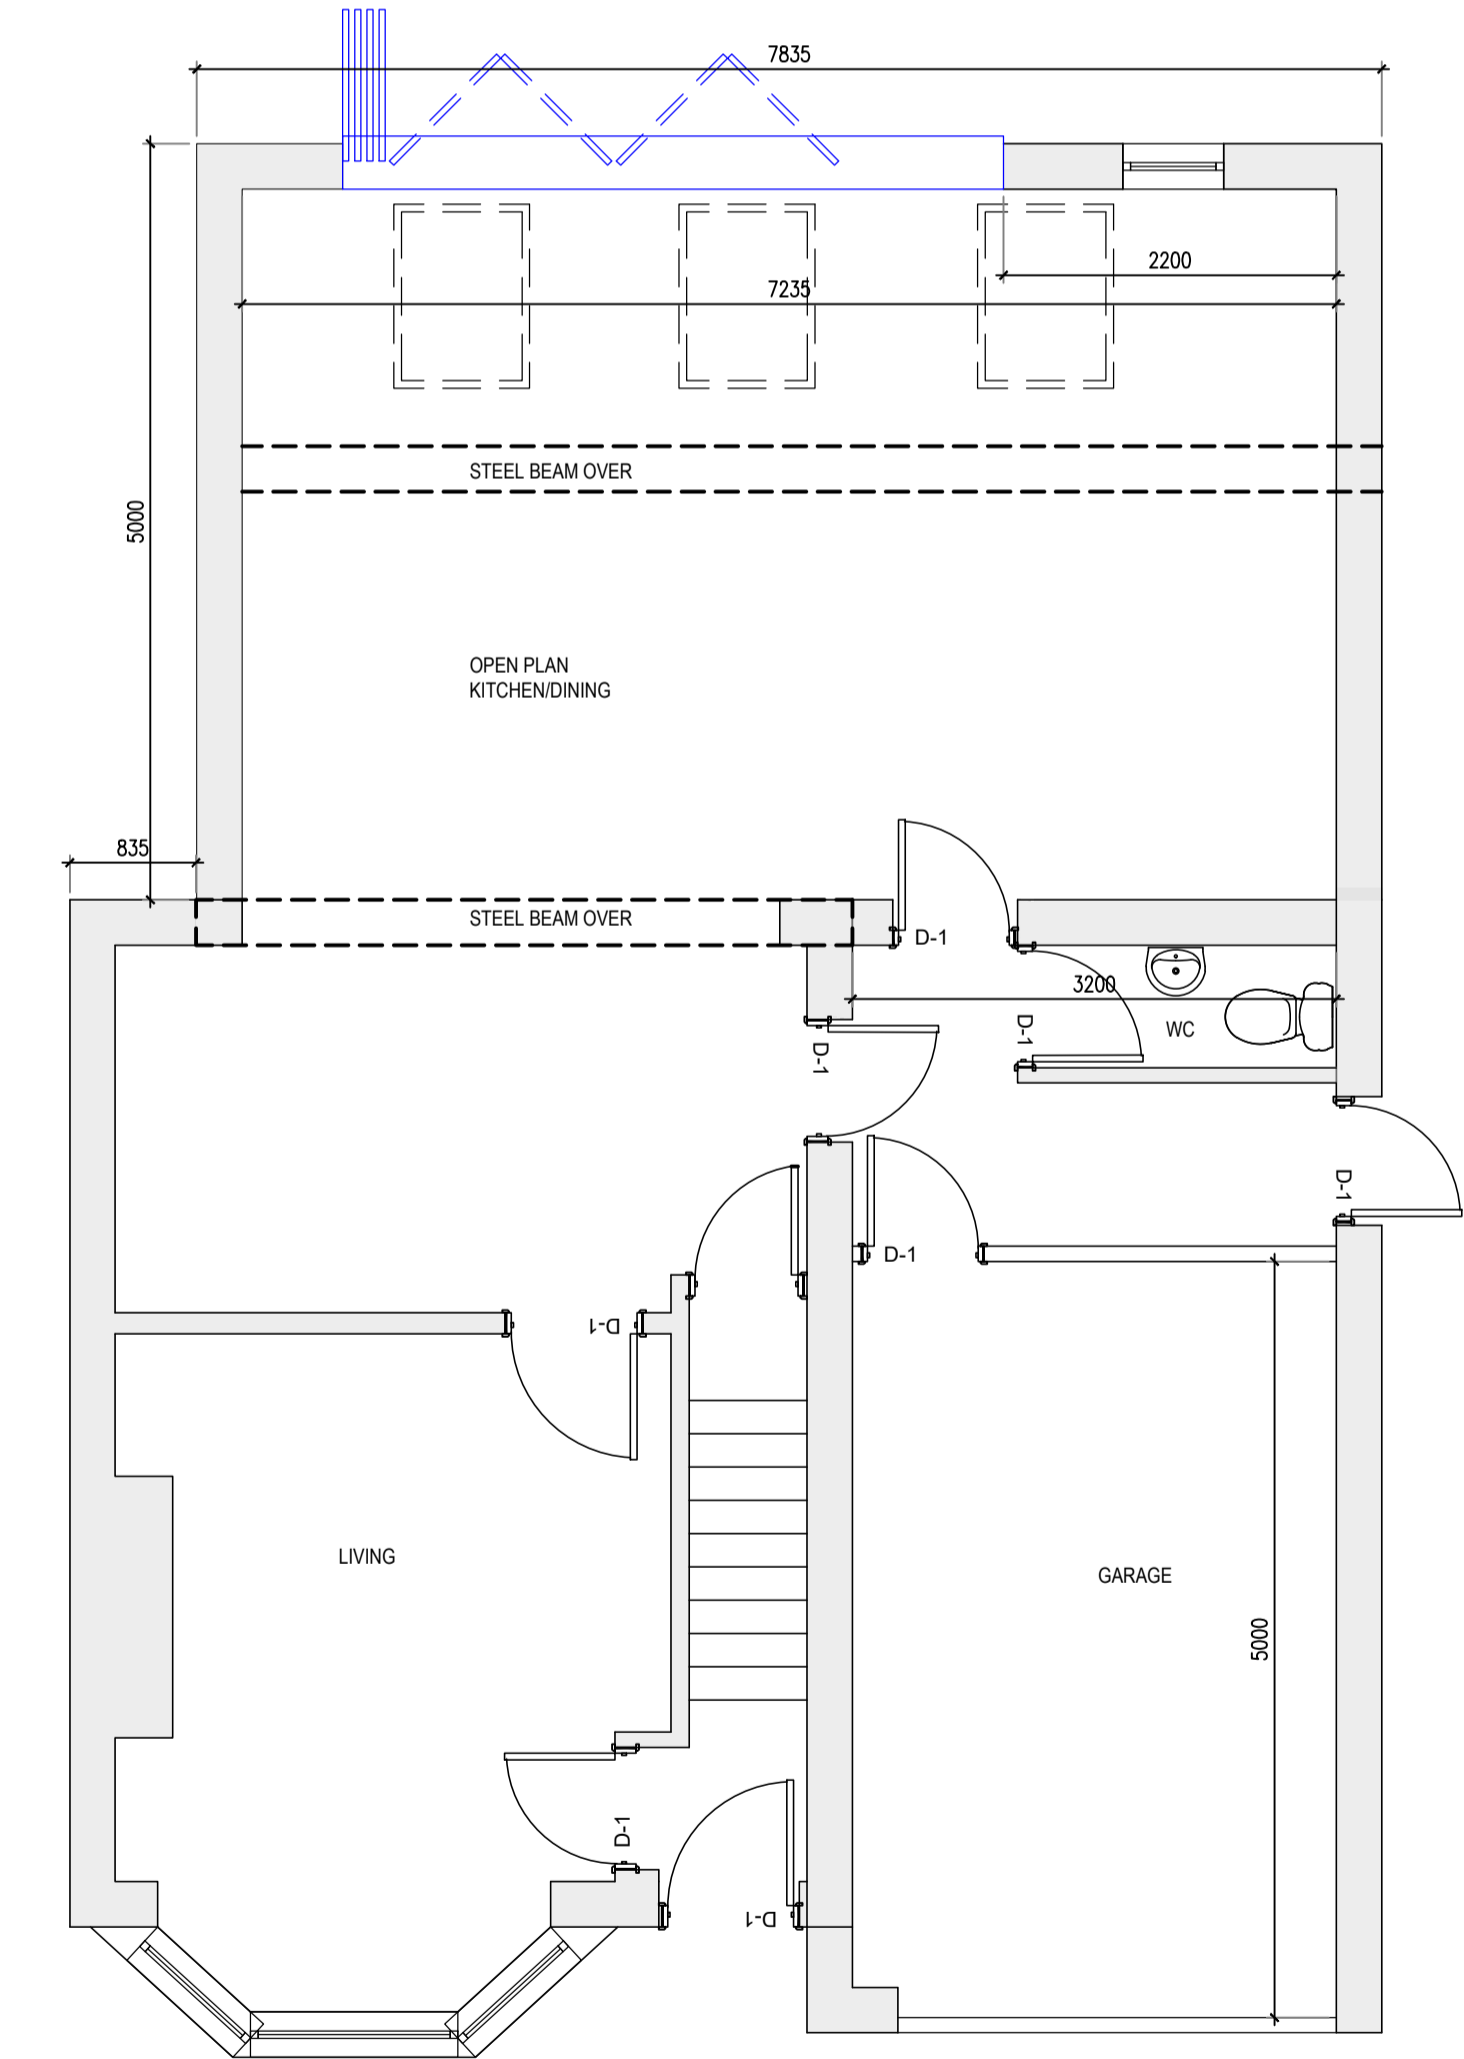 7835
2200
7235
STEEL BEAM OVER
5000
OPEN PLAN
KITCHEN/DINING
835
STEEL BEAM OVER
D-1
3200
WC
D-1
D-1
D-1
D-1
D-1
LIVING
GARAGE
5000
D-1
D-1